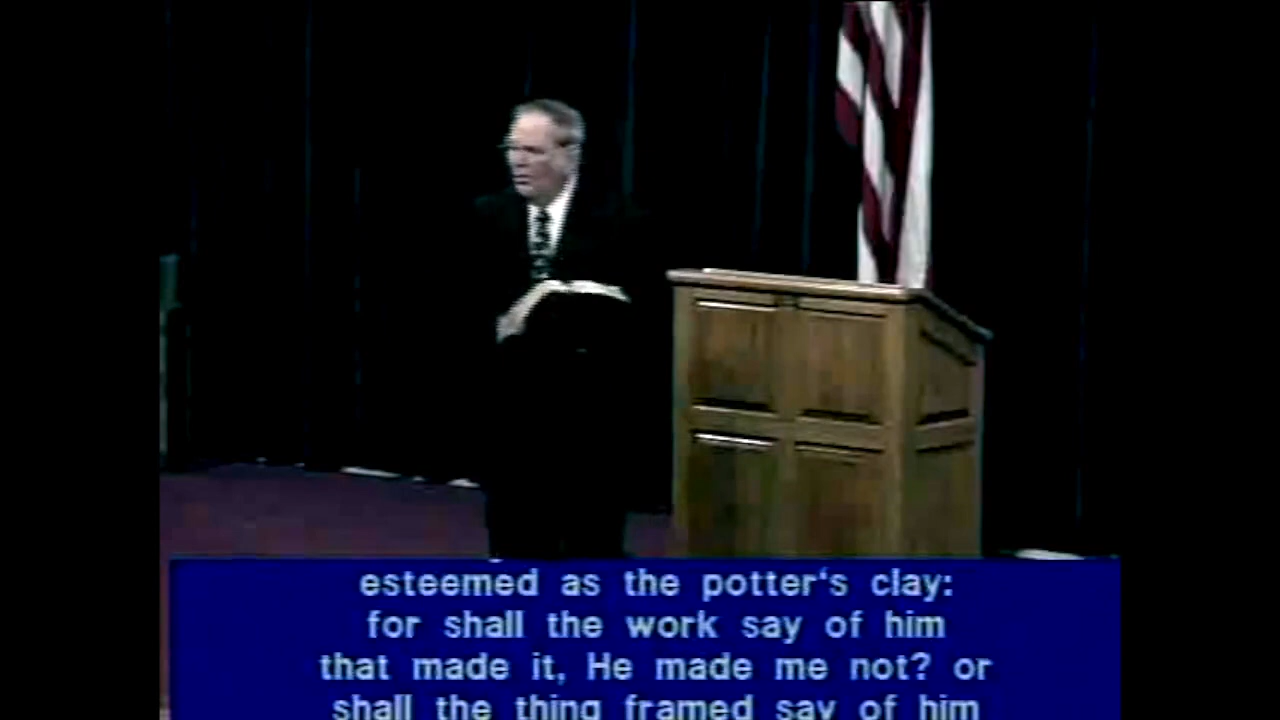 esteemed as the potter‘s clay:
for shall the work say of him
that made it, He made me not? or
shall the thing framed say of him